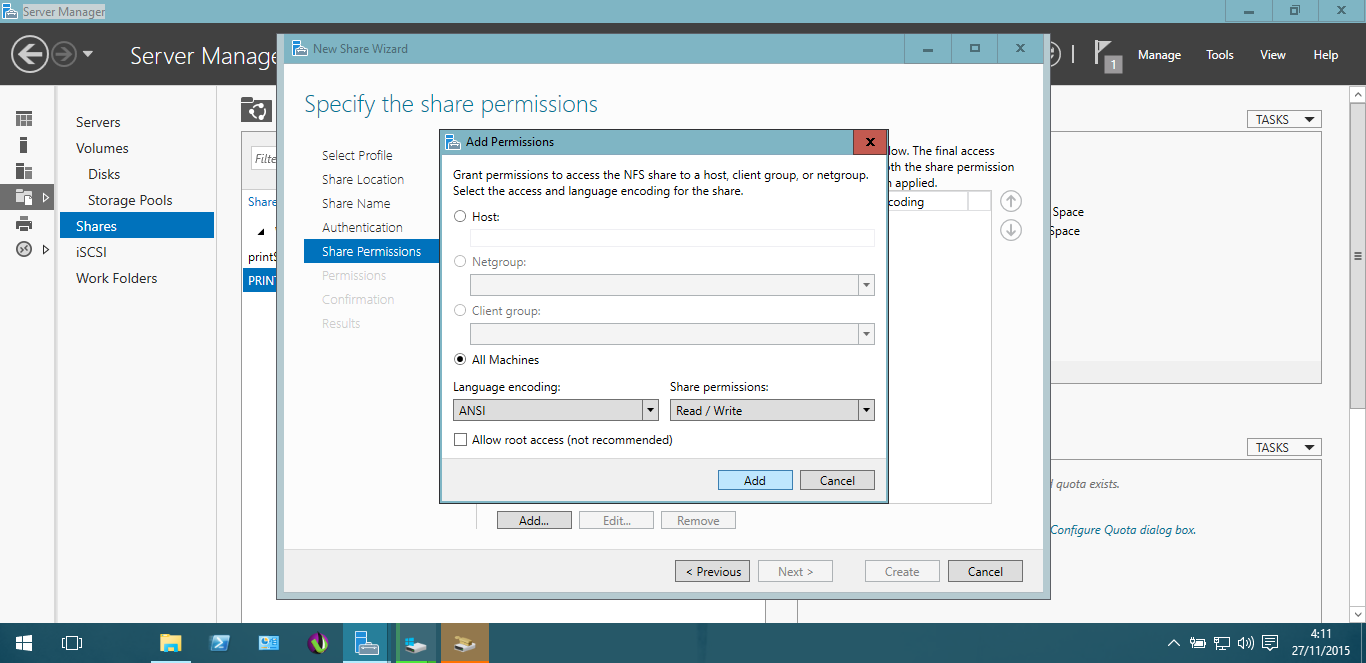 Server Manager
Server Manage
1
Manage
Tools
View
Help
New Share Wizard
Specify the share permissions
Servers
Volumes
Disks
Storage Pools
Shares
iSCSI
Work Folders
Filte
Share
PRIN
Select Profile
Share Location
Share Name
Authentication
Share Permissions
Permissions
Confirmation
Results
low. The final access
oth the share permission
n applied.
coding
Add Permissions
Grant permissions to access the NFS share to a host, client group, or netgroup.
Select the access and language encoding for the share.
Host:
Netgroup:
Client group:
All Machines
Language encoding:
Share permissions:
ANSI
Read / Write
Allow root access (not recommended)
Add
Cancel
Add...
Edit...
Remove
< Previous
Next >
Create
Cancel
TASKS
Space
Space
TASKS
quota exists.
Configure Quota dialog box.
4:11
27/11/2015